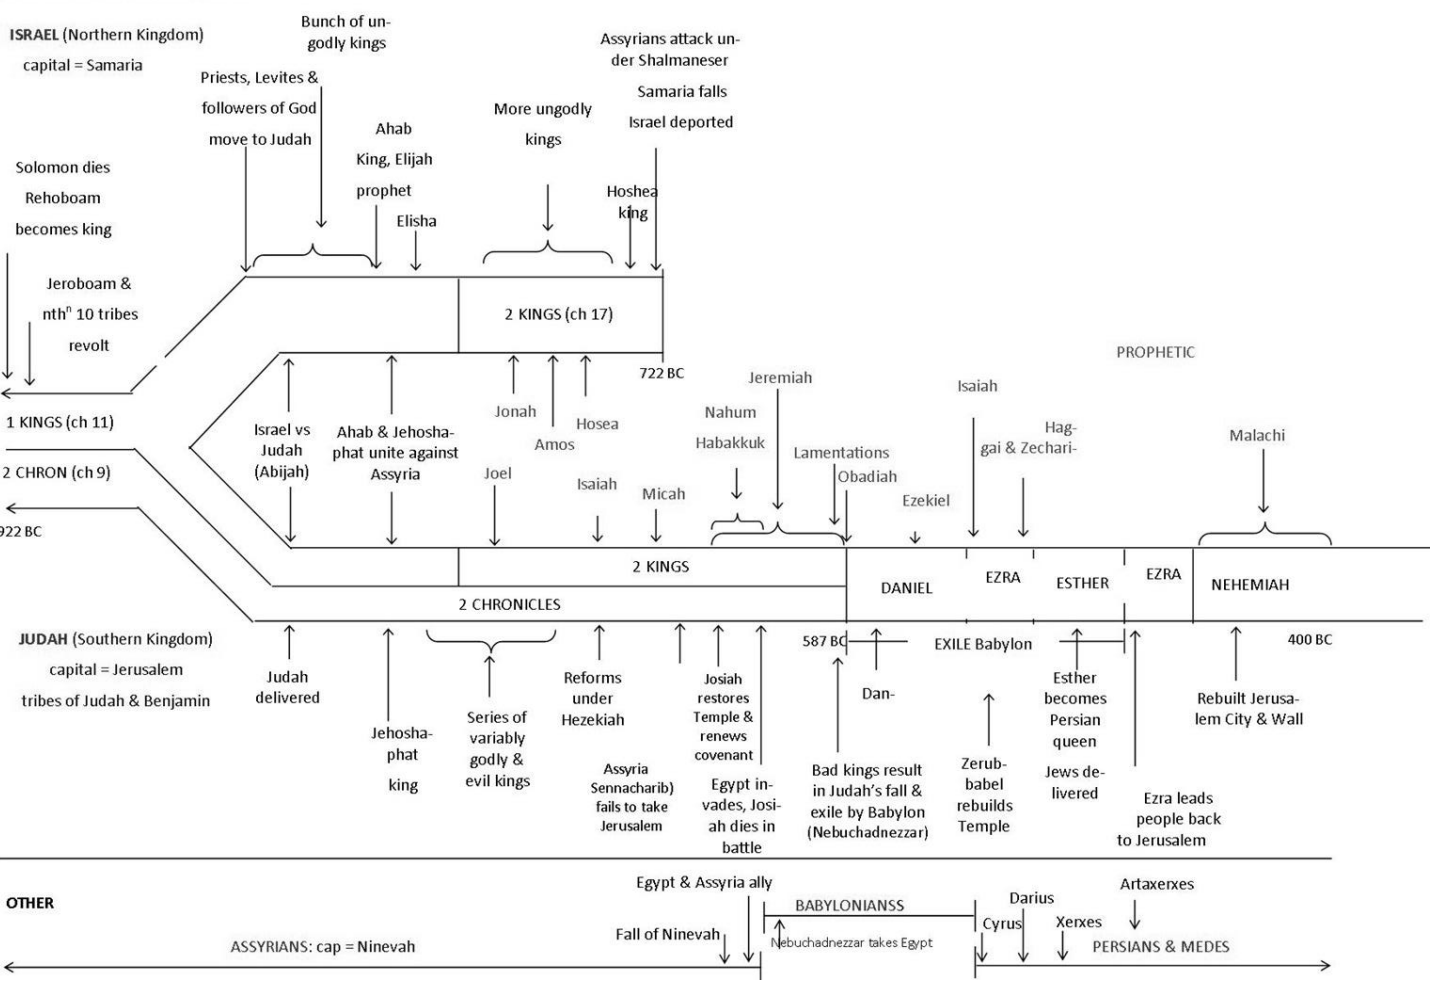 ISRAEL (Northern Kingdom)
capital = Samaria
Bunch of un-
godly kings
Priests, Levites &
followers of God
move to Judah
Ahab
King, Elijah
prophet
Elisha
More ungodly
kings
Assyrians attack un-
der Shalmaneser
Samaria falls
Israel deported
Hoshea
king
Solomon dies
Rehoboam
becomes king
Jeroboam &
nthⁿ 10 tribes
revolt
2 KINGS (ch 17)
722 BC
1 KINGS (ch 11)
2 CHRON (ch 9)
922 BC
Israel vs
Judah
(Abijah)
Ahab & Jehosha-
phat unite against
Assyria
Jonah
Amos
Hosea
Joel
Isaiah
Micah
Nahum
Habakkuk
Jeremiah
Lamentations
Obadiah
Ezekiel
Isaiah
Hag-
gai & Zechari-
PROPHETIC
Malachi
2 KINGS
2 CHRONICLES
DANIEL
EZRA
ESTHER
EZRA
NEHEMIAH
JUDAH (Southern Kingdom)
capital = Jerusalem
tribes of Judah & Benjamin
587 BC
EXILE Babylon
400 BC
Judah
delivered
Jehosha-
phat
king
Series of
variably
godly &
evil kings
Reforms
under
Hezekiah
Assyria
Sennacharib)
fails to take
Jerusalem
Josiah
restores
Temple &
renews
covenant
Egypt in-
vades, Josi-
ah dies in
battle
Bad kings result
in Judah's fall &
exile by Babylon
(Nebuchadnezzar)
Dan-
Zerub-
babel
rebuilds
Temple
Esther
becomes
Persian
queen
Jews de-
livered
Ezra leads
people back
to Jerusalem
Rebuilt Jerusa-
lem City & Wall
OTHER
ASSYRIANS: cap = Ninevah
Fall of Ninevah
Egypt & Assyria ally
BABYLONIANSS
Nebuchadnezzar takes Egypt
Cyrus
Darius
Xerxes
Artaxerxes
PERSIANS & MEDES